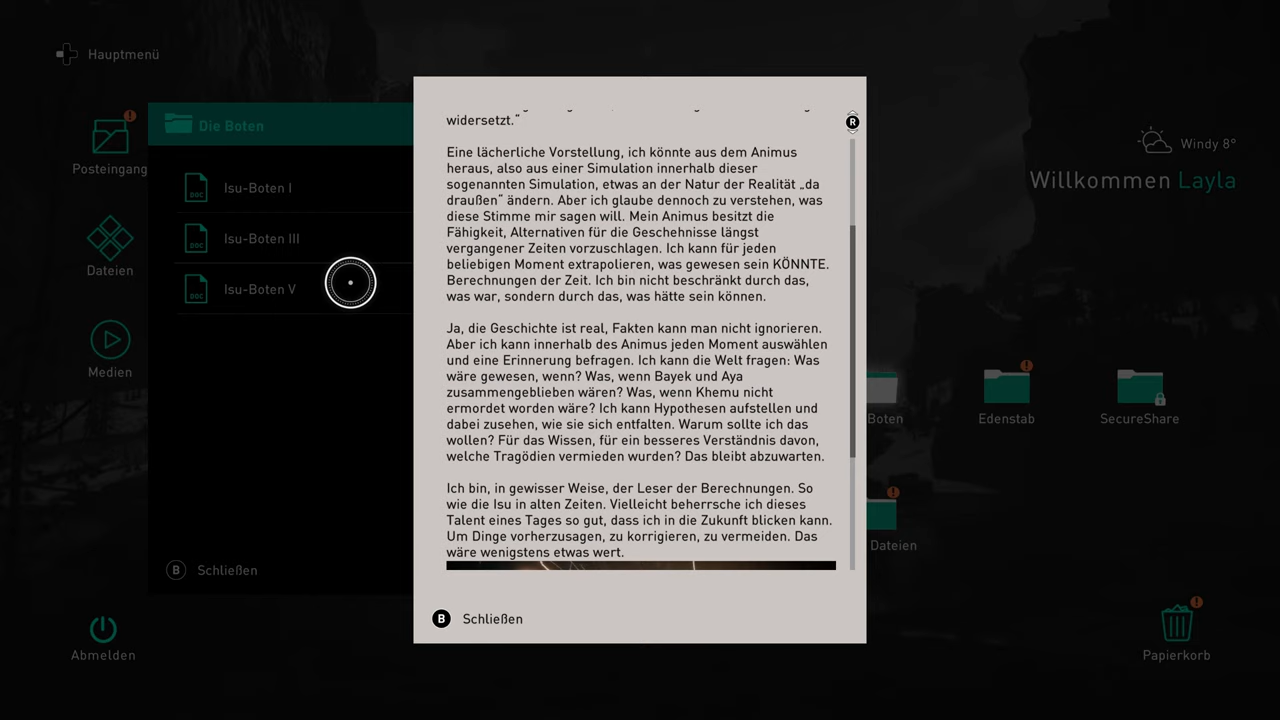 Hauptmenü
Posteingang
Dateien
Medien
Abmelden
Die Boten
DOC
Isu-Boten I
DOC
Isu-Boten III
DOC
Isu-Boten V
B Schließen
widersetzt."
Eine lächerliche Vorstellung, ich könnte aus dem Animus
heraus, also aus einer Simulation innerhalb dieser
sogenannten Simulation, etwas an der Natur der Realität „da
draußen" ändern. Aber ich glaube dennoch zu verstehen, was
diese Stimme mir sagen will. Mein Animus besitzt die
Fähigkeit, Alternativen für die Geschehnisse längst
vergangener Zeiten vorzuschlagen. Ich kann für jeden
beliebigen Moment extrapolieren, was gewesen sein KÖNNTE.
Berechnungen der Zeit. Ich bin nicht beschränkt durch das,
was war, sondern durch das, was hätte sein können.
Ja, die Geschichte ist real, Fakten kann man nicht ignorieren.
Aber ich kann innerhalb des Animus jeden Moment auswählen
und eine Erinnerung befragen. Ich kann die Welt fragen: Was
wäre gewesen, wenn? Was, wenn Bayek und Aya
zusammengeblieben wären? Was, wenn Khemu nicht
ermordet worden wäre? Ich kann Hypothesen aufstellen und
dabei zusehen, wie sie sich entfalten. Warum sollte ich das
wollen? Für das Wissen, für ein besseres Verständnis davon,
welche Tragödien vermieden wurden? Das bleibt abzuwarten.
Ich bin, in gewisser Weise, der Leser der Berechnungen. So
wie die Isu in alten Zeiten. Vielleicht beherrsche ich dieses
Talent eines Tages so gut, dass ich in die Zukunft blicken kann.
Um Dinge vorherzusagen, zu korrigieren, zu vermeiden. Das
wäre wenigstens etwas wert.
R
B Schließen
Windy 8°
Willkommen Layla
Boten
Edenstab
SecureShare
Dateien
Papierkorb